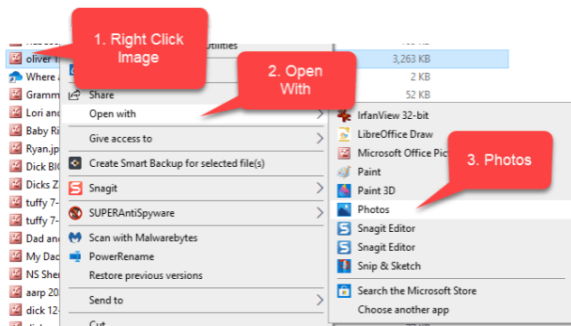 1. Right Click
Image
Utilities
oliver
3,263 KB
2. Open
With
Where
2 KB
Gramm
Share
52 KB
Lori and
Open with
IrfanView 32-bit
Baby Ri
Give access to
LibreOffice Draw
Ryan.jp
Microsoft Office Pic
3. Photos
Dick Bl
Create Smart Backup for selected file(s)
Paint
Dicks Z
Snagit
Paint 3D
tuffy 7-
Photos
tuffy 7-
SUPERAntiSpyware
Snagit Editor
Dad and
Scan with Malwarebytes
Snagit Editor
My Dad
PowerRename
Snip & Sketch
NS Sher
Restore previous versions
aarp 20
Send to
Search the Microsoft Store
dick 12-
Choose another app
Cut